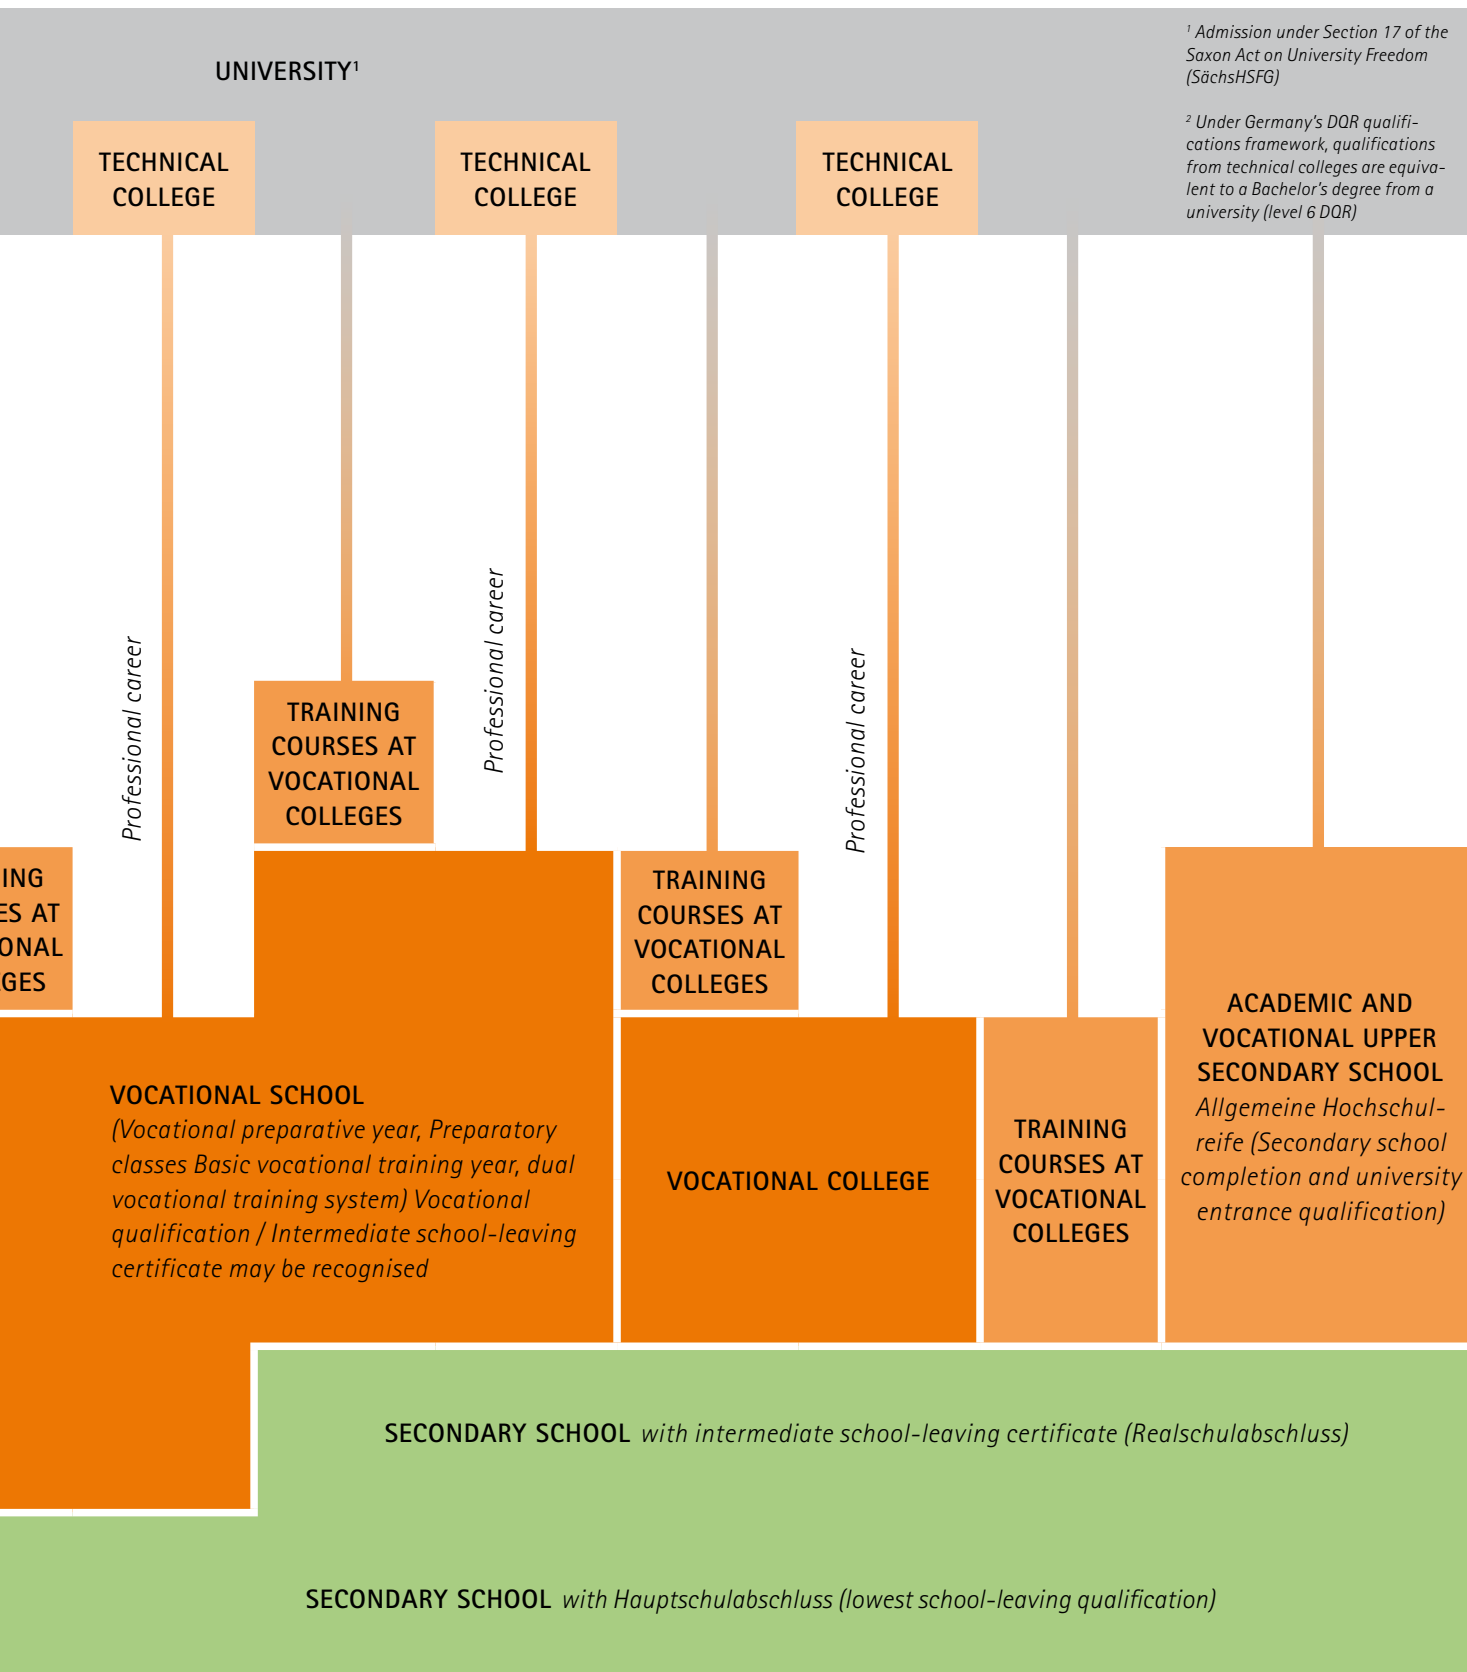 UNIVERSITY¹
¹ Admission under Section 17 of the
Saxon Act on University Freedom
(SächsHSFG)
² Under Germany's DQR qualifi-
cations framework, qualifications
from technical colleges are equiva-
lent to a Bachelor's degree from a
university (level 6 DQR)
TECHNICAL
COLLEGE
TECHNICAL
COLLEGE
TECHNICAL
COLLEGE
Professional career
Professional career
Professional career
TRAINING
COURSES AT
VOCATIONAL
COLLEGES
ING
ES AT
ONAL
GES
TRAINING
COURSES AT
VOCATIONAL
COLLEGES
VOCATIONAL SCHOOL
(Vocational preparative year, Preparatory
classes Basic vocational training year, dual
vocational training system) Vocational
qualification / Intermediate school-leaving
certificate may be recognised
VOCATIONAL COLLEGE
TRAINING
COURSES AT
VOCATIONAL
COLLEGES
ACADEMIC AND
VOCATIONAL UPPER
SECONDARY SCHOOL
Allgemeine Hochschul-
reife (Secondary school
completion and university
entrance qualification)
SECONDARY SCHOOL with intermediate school-leaving certificate (Realschulabschluss)
SECONDARY SCHOOL with Hauptschulabschluss (lowest school-leaving qualification)